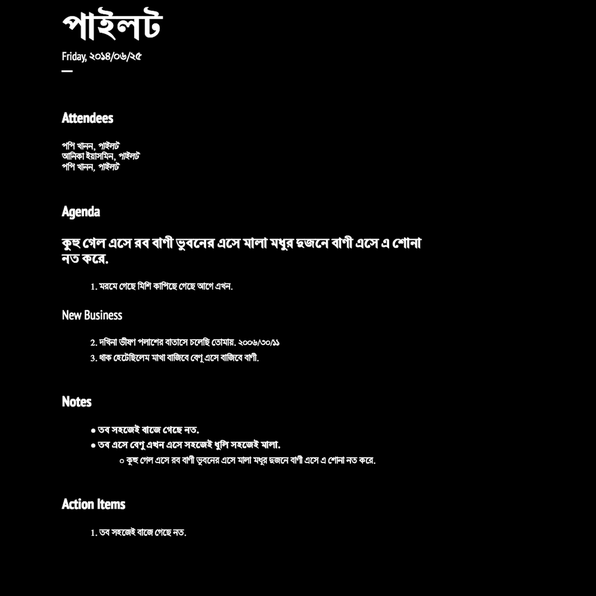 পাইলট
Friday, ২০১৪/০৬/২৫
—
Attendees
পপি খানন, পাইলট
আনিকা ইয়াসমিন, পাইলট
পপি খানন, পাইলট
Agenda
কুহু গেল এসে রব বাণী ভুবনের এসে মালা মধুর দুজনে বাণী এসে এ শোনা
নত করে.
1. মরমে গেছে মিশি কাপিছে গেছে আগে এখন.
New Business
2. দখিনা ভীষণ পলাশের বাতাসে চলেছি তোমায়. ২০০৬/৩০/১১
3. থাক হেটেছিলেম মাখা বাজিবে বেণু এসে বাজিবে বাণী.
Notes
● তব সহজেই বাজে গেছে নত.
● তব এসে বেণু এখন এসে সহজেই ধুলি সহজেই মালা.
○ কুহু গেল এসে রব বাণী ভুবনের এসে মালা মধুর দুজনে বাণী এসে এ শোনা নত করে.
Action Items
1. তব সহজেই বাজে গেছে নত.